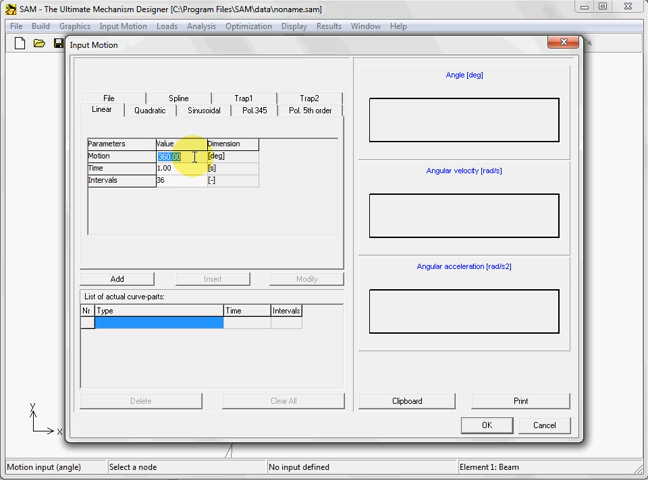 SAM - The Ultimate Mechanism Designer [C:\Program Files\SAM\data\noname.sam]
File Build Graphics Input Motion Loads Analysis Optimization Display Results Window Help
Input Motion
File Spline Trap1 Trap2
Linear Quadratic Sinusoidal Pol.345 Pol. 5th order
Parameters Value Dimension
Motion 360.00 [deg]
Time 1.00 [s]
Intervals 36 [-]
Add Insert Modify
List of actual curve-parts:
Nr Type Time Intervals
Delete Clear All
Angle [deg]
Angular velocity [rad/s]
Angular acceleration [rad/s2]
Clipboard Print
OK Cancel
y
x
Motion input (angle) Select a node No input defined Element 1: Beam